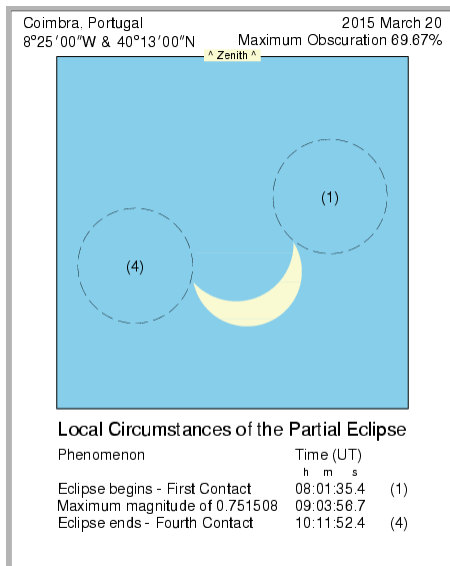 Coimbra, Portugal 2015 March 20
8°25′00″W & 40°13′00″N Maximum Obscuration 69.67%
^ Zenith ^
(1)
(4)
Local Circumstances of the Partial Eclipse
Phenomenon Time (UT)
h m s
Eclipse begins - First Contact 08:01:35.4 (1)
Maximum magnitude of 0.751508 09:03:56.7
Eclipse ends - Fourth Contact 10:11:52.4 (4)